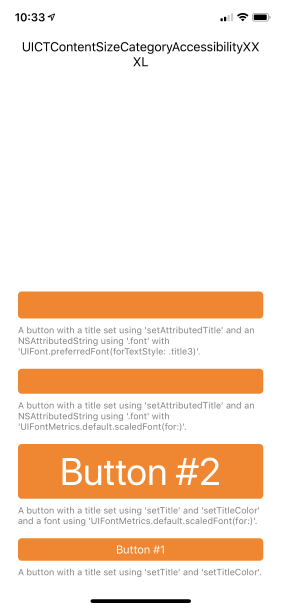 10:33
UICTContentSizeCategoryAccessibilityXX
XL
A button with a title set using 'setAttributedTitle' and an
NSAttributedString using '.font' with
'UIFont.preferredFont(forTextStyle: .title3)'.
A button with a title set using 'setAttributedTitle' and an
NSAttributedString using '.font' with
'UIFontMetrics.default.scaledFont(for:)'.
Button #2
A button with a title set using 'setTitle' and 'setTitleColor'
and a font using 'UIFontMetrics.default.scaledFont(for:)'.
Button #1
A button with a title set using 'setTitle' and 'setTitleColor'.